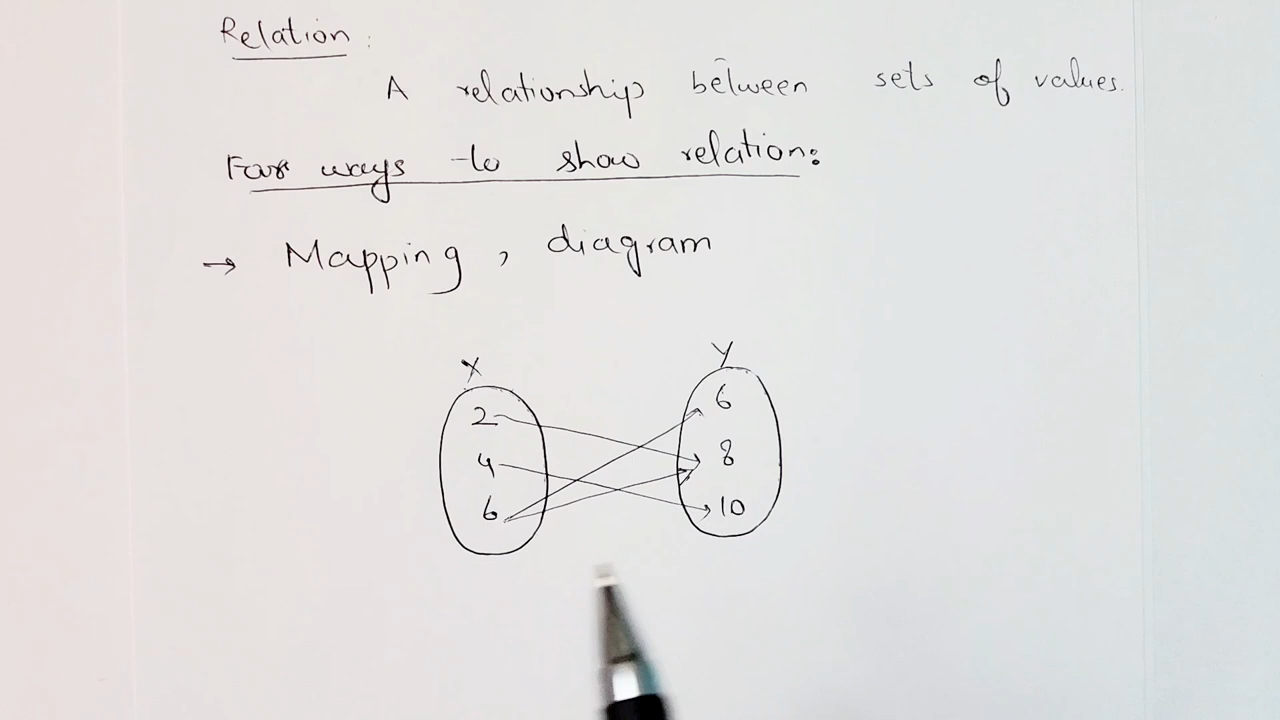 Relation :
A relationship between sets of values.
Four ways to show relation:
→ Mapping , diagram
X Y
2 6
4 8
6 10